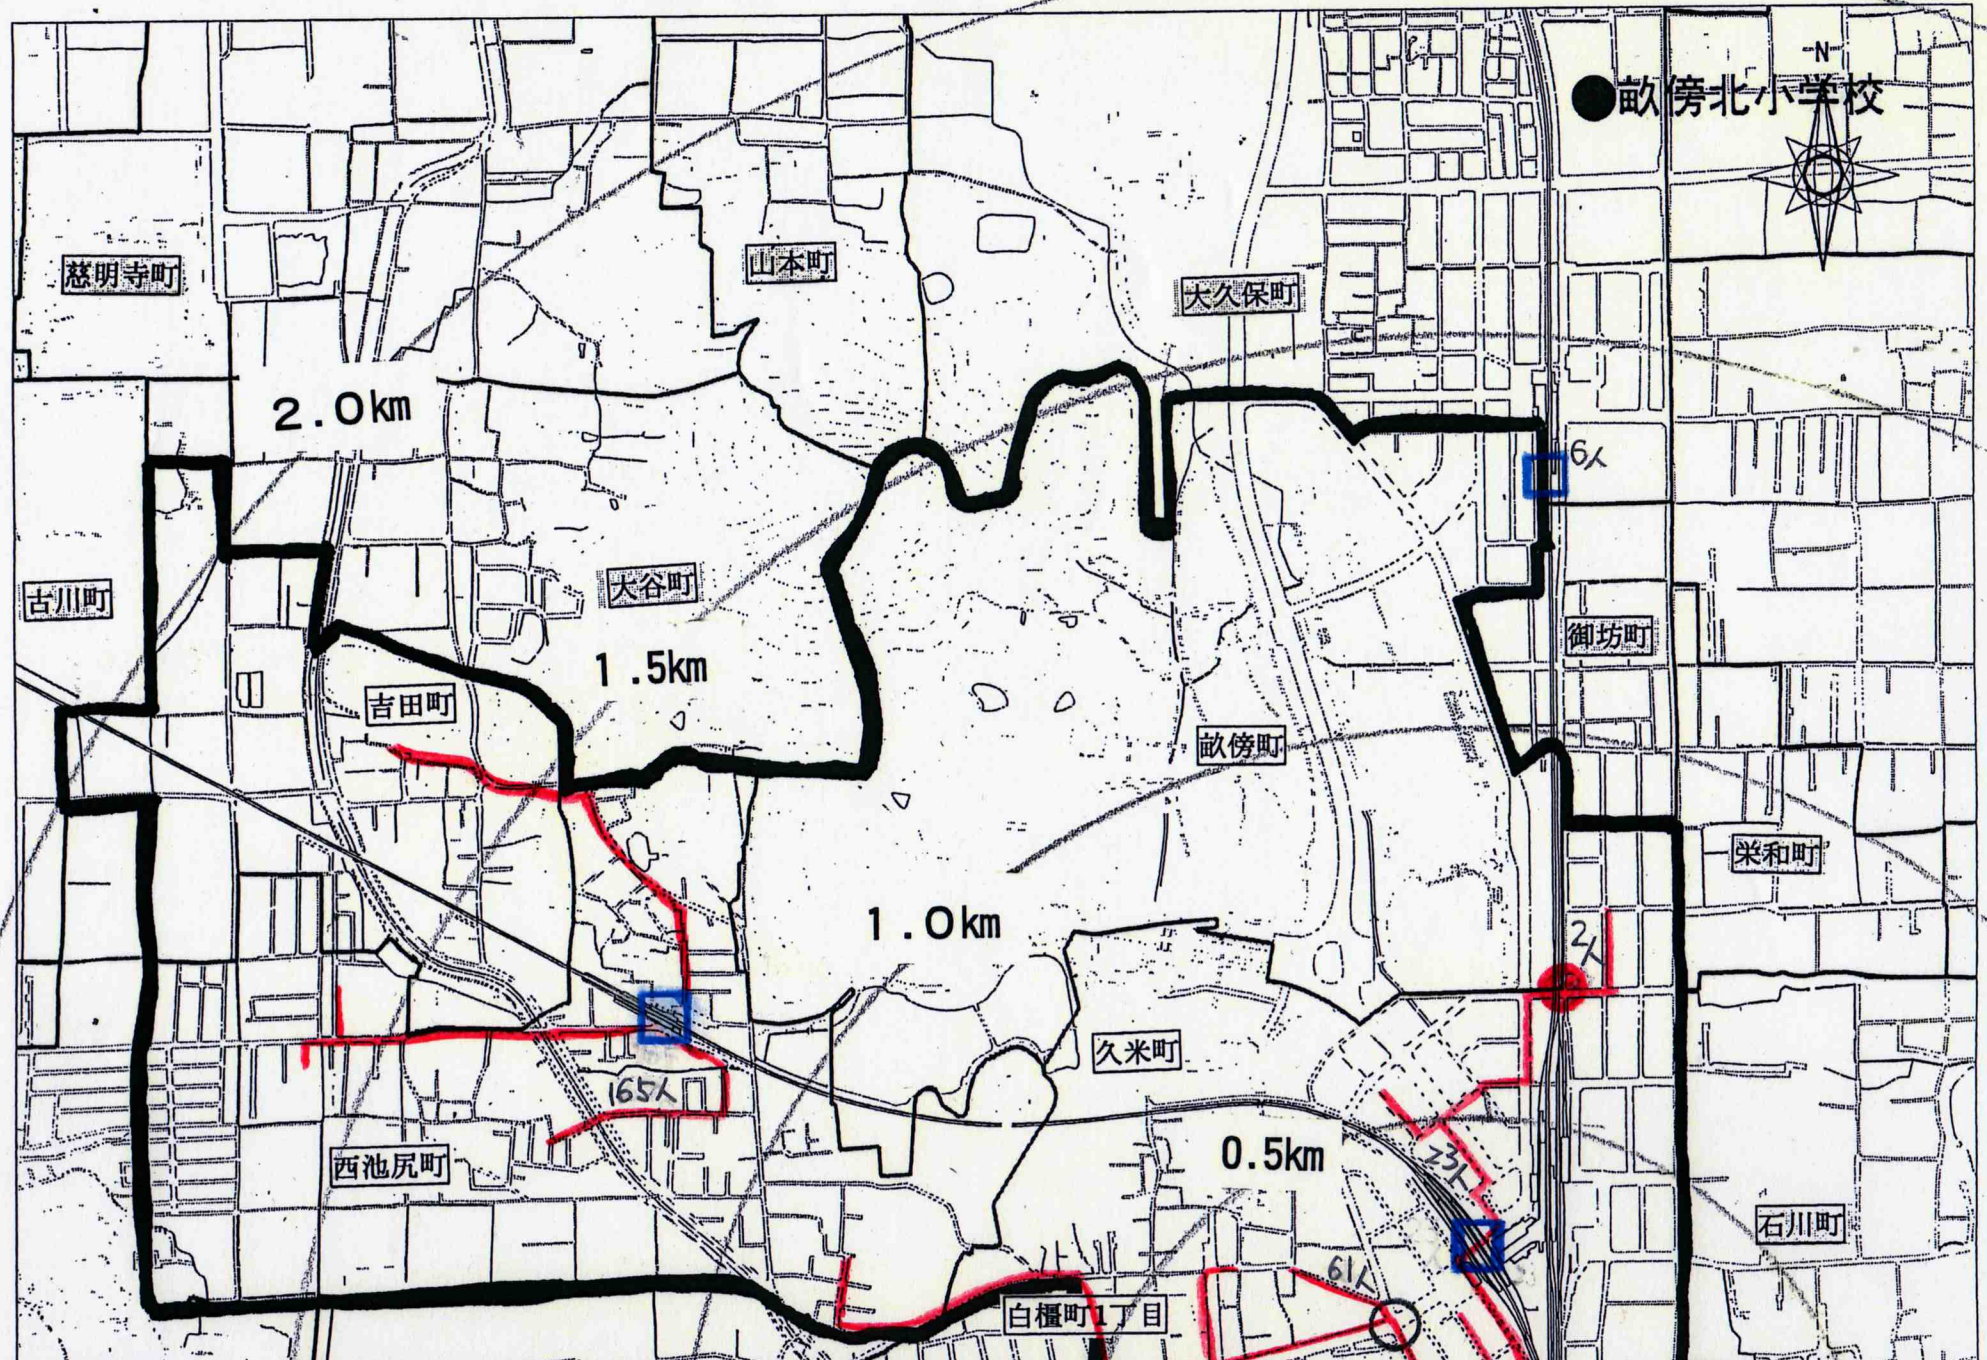 N
●畝傍北小学校
慈明寺町
山本町
大久保町
2.0km
6人
古川町
大谷町
御坊町
1.5km
吉田町
畝傍町
栄和町
1.0km
2人
久米町
165人
西池尻町
0.5km
23人
石川町
61人
白橿町1丁目